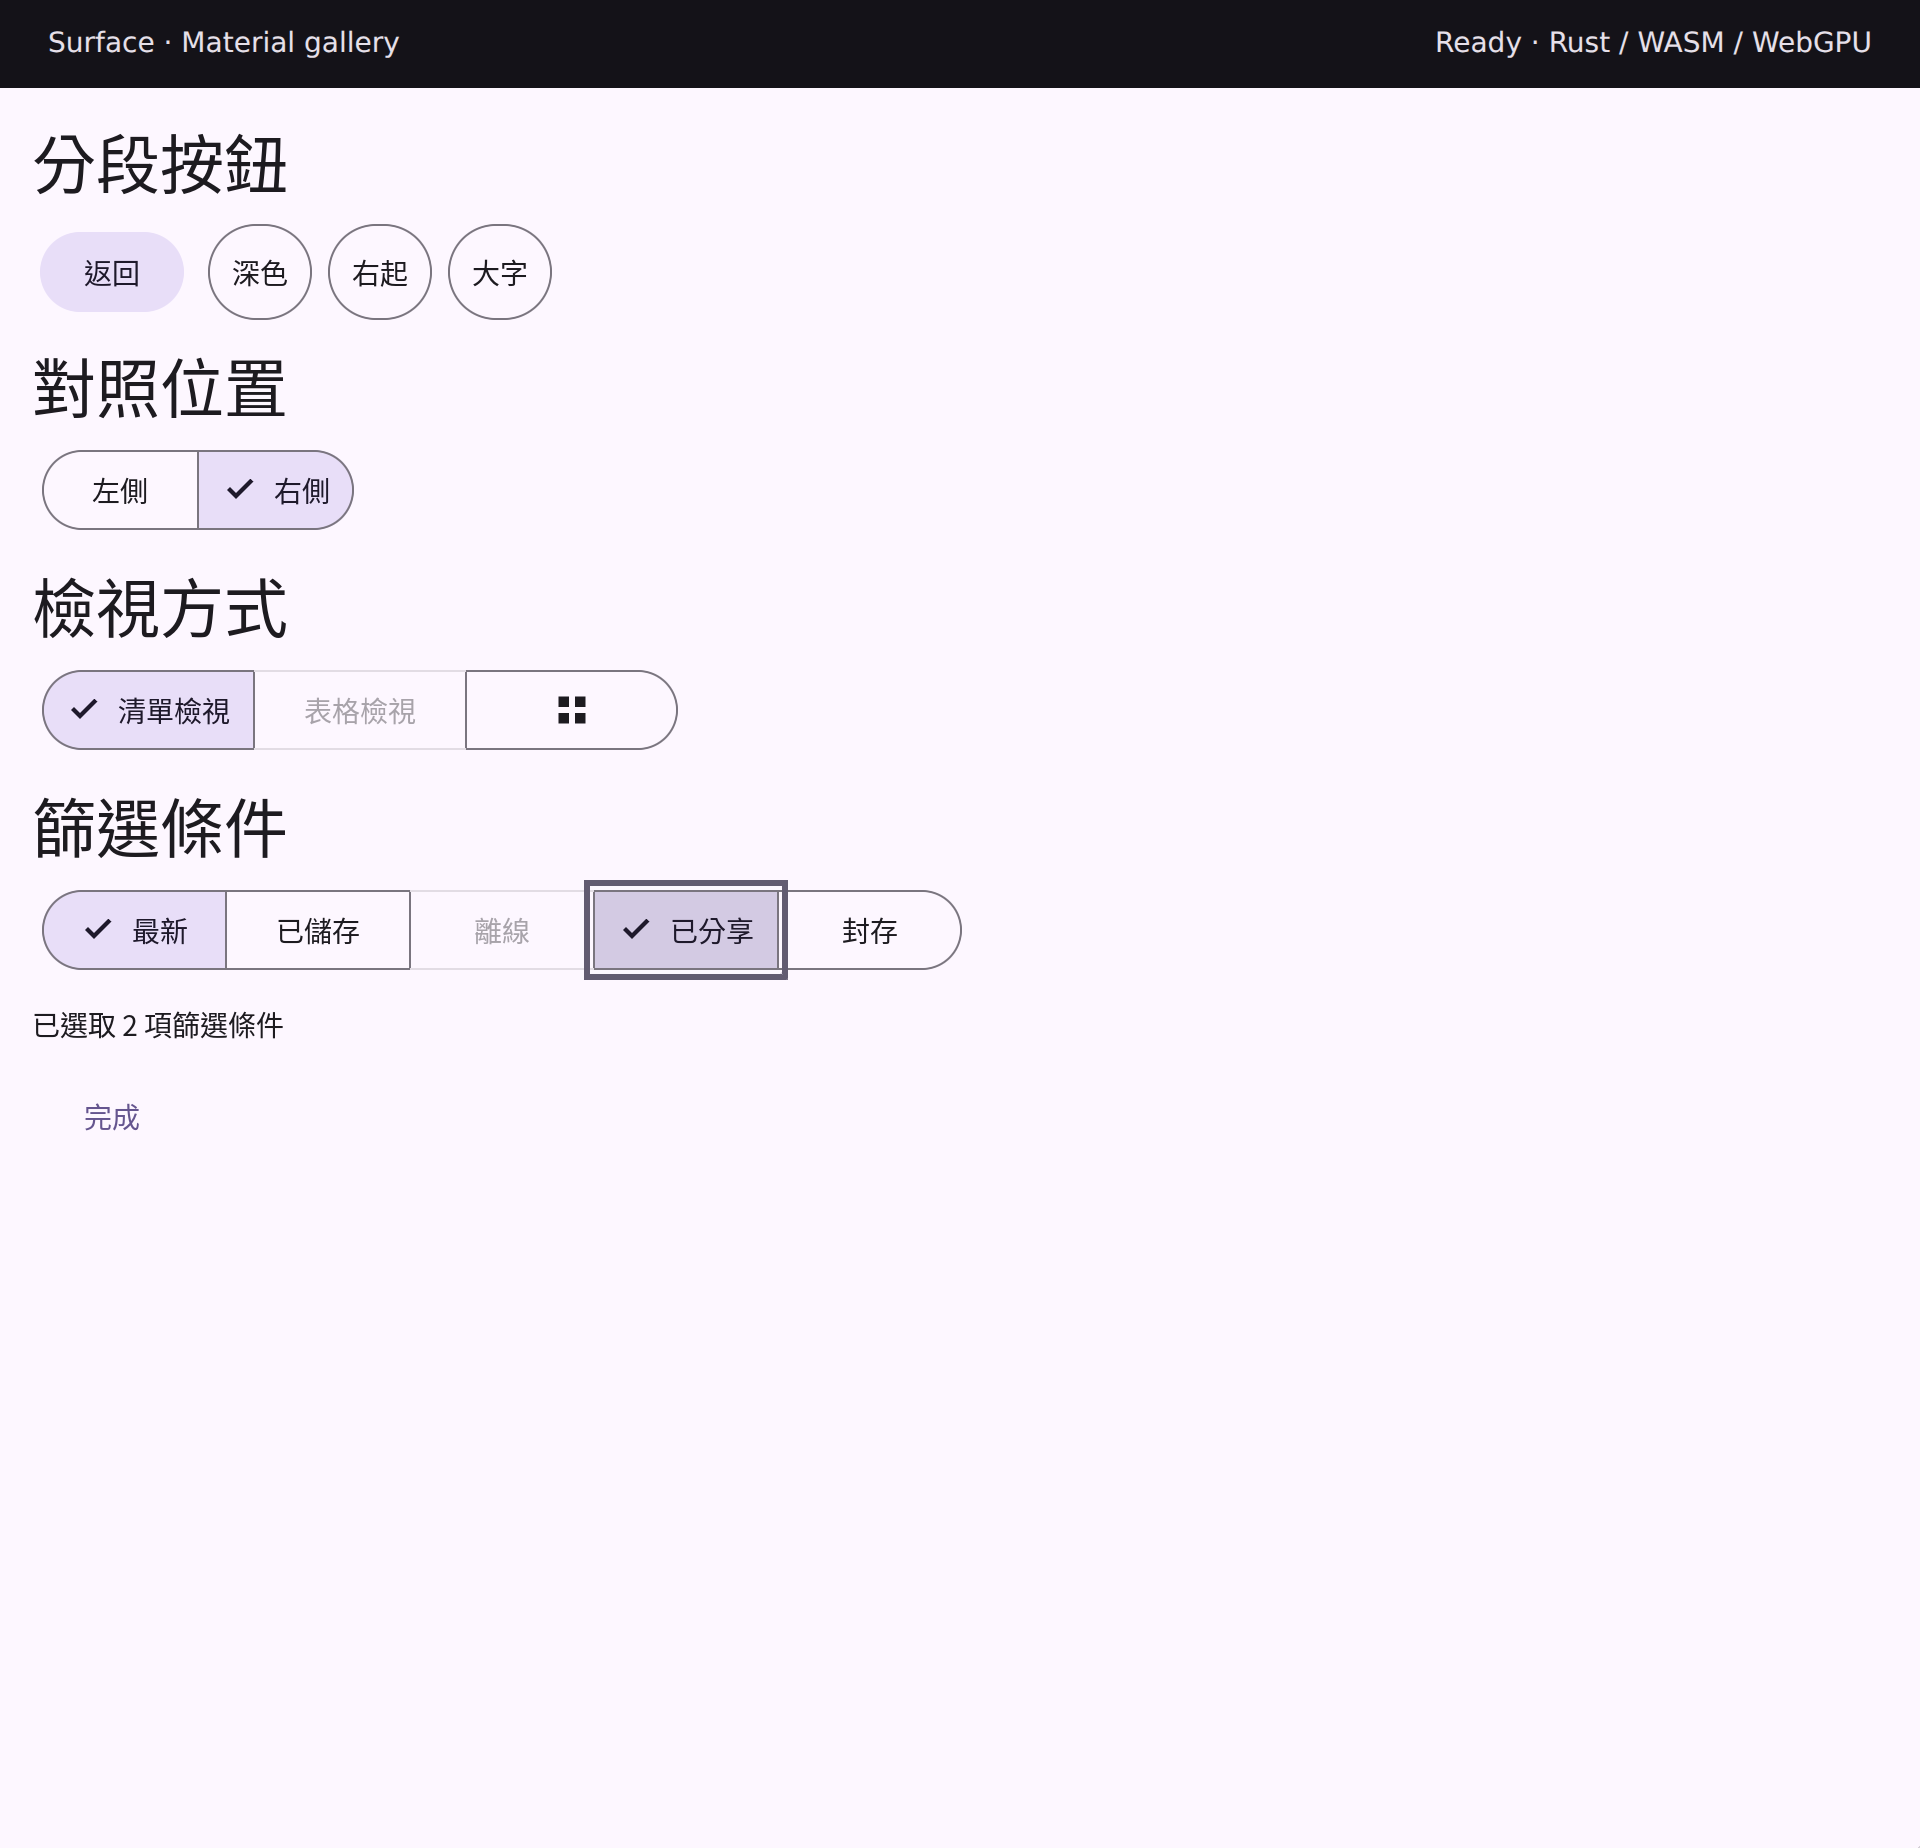 Surface · Material gallery
Ready · Rust / WASM / WebGPU
分段按鈕
返回 深色 右起 大字
對照位置
左側 右側
檢視方式
清單檢視 表格檢視
篩選條件
最新 已儲存 離線 已分享 封存
已選取 2 項篩選條件
完成